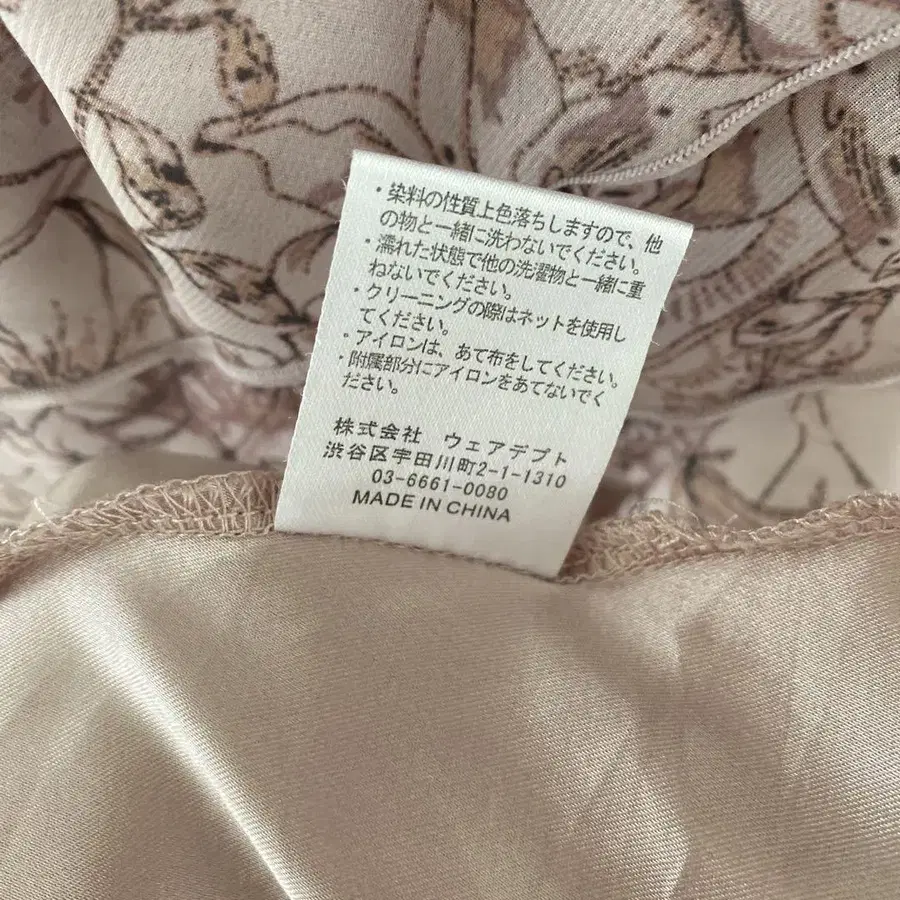 ・染料の性質上色落ちしますので、他
の物と一緒に洗わないでください。
・濡れた状態で他の洗濯物と一緒に重
ねないでください。
・クリーニングの際はネットを使用し
てください。
・アイロンは、あて布をしてください。
・附属部分にアイロンをあてないでく
ださい。
株式会社 ウェアデプト
渋谷区宇田川町2-1-1310
03-6661-0080
MADE IN CHINA